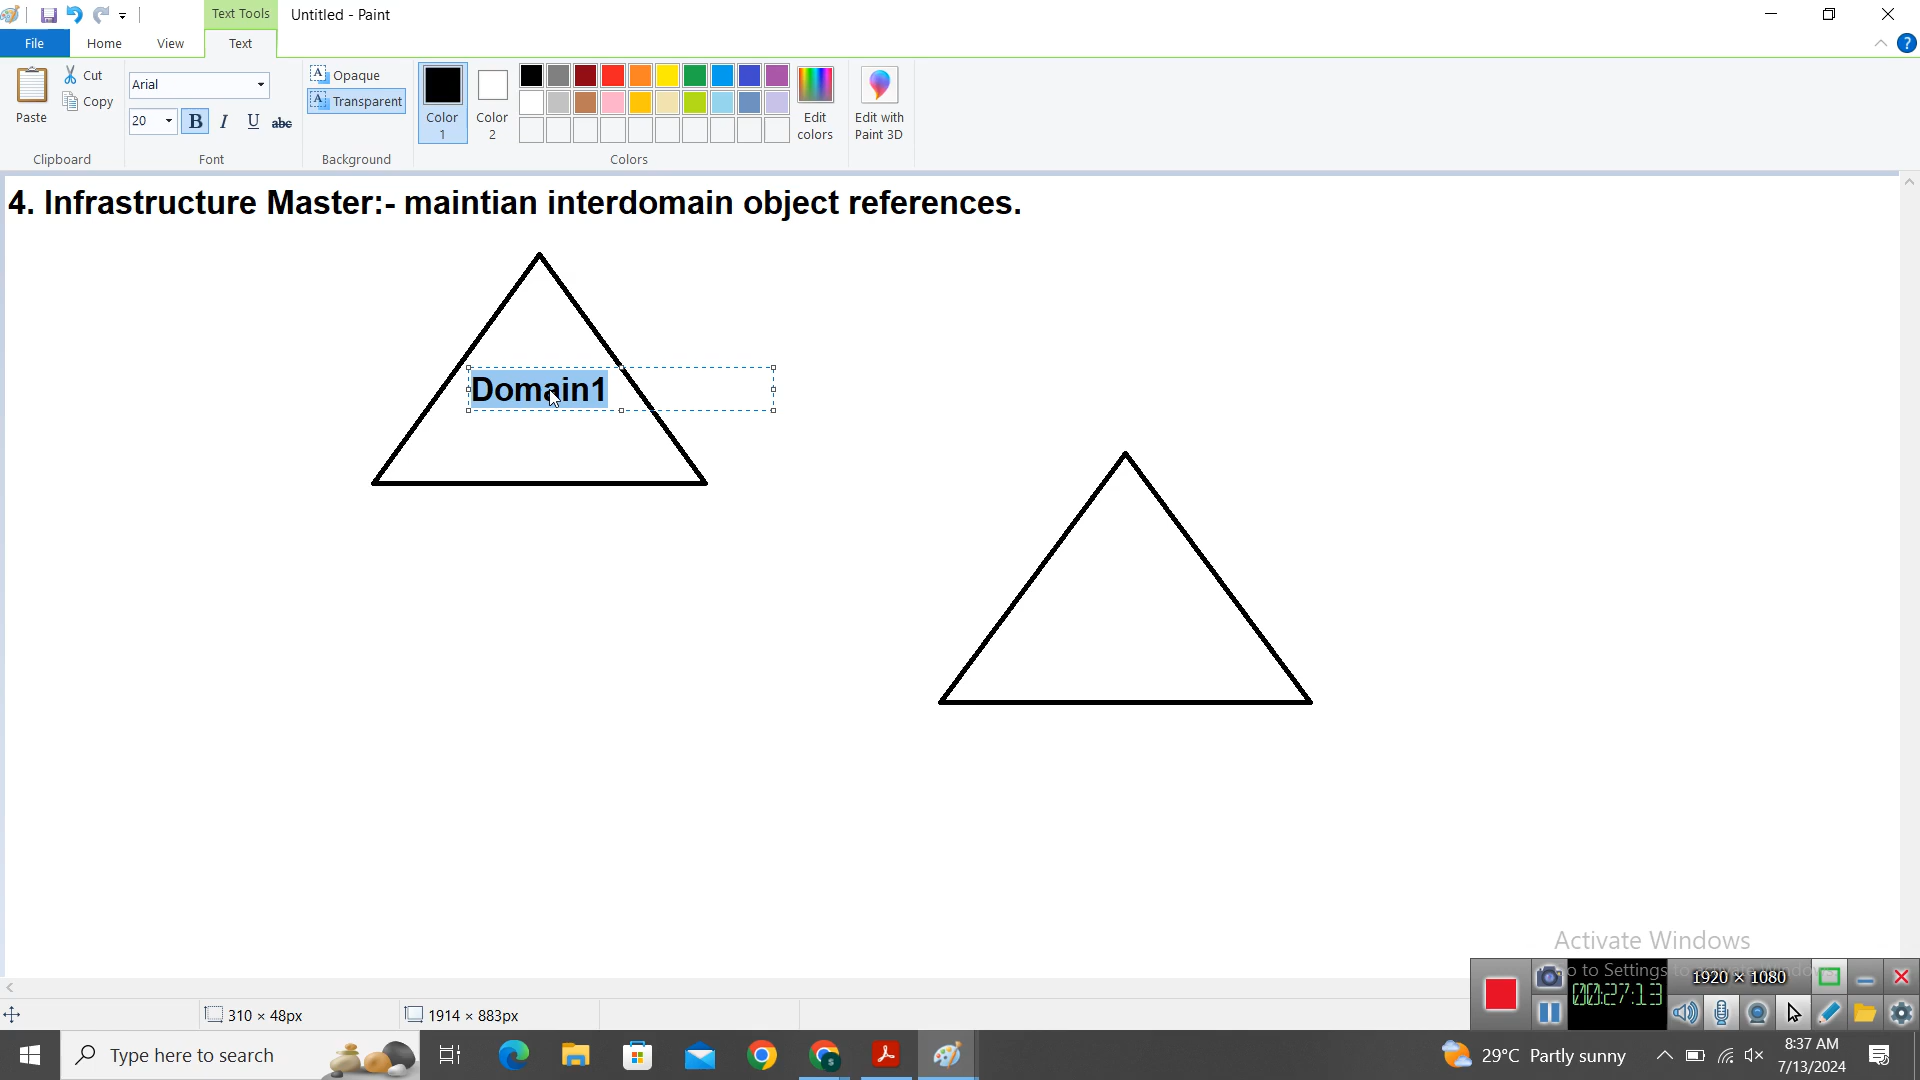 Text Tools
Untitled - Paint
File
Home
View
Text
?
Paste
Cut
Copy
Clipboard
Arial
20
B I U abc
Font
Opaque
Transparent
Background
Color 1
Color 2
Colors
Edit colors
Edit with Paint 3D
4. Infrastructure Master:- maintian interdomain object references.
Domain1
Activate Windows
o to Settings to
1920 × 1080
00:27:13
310 × 48px
1914 × 883px
Type here to search
29°C Partly sunny
8:37 AM
7/13/2024